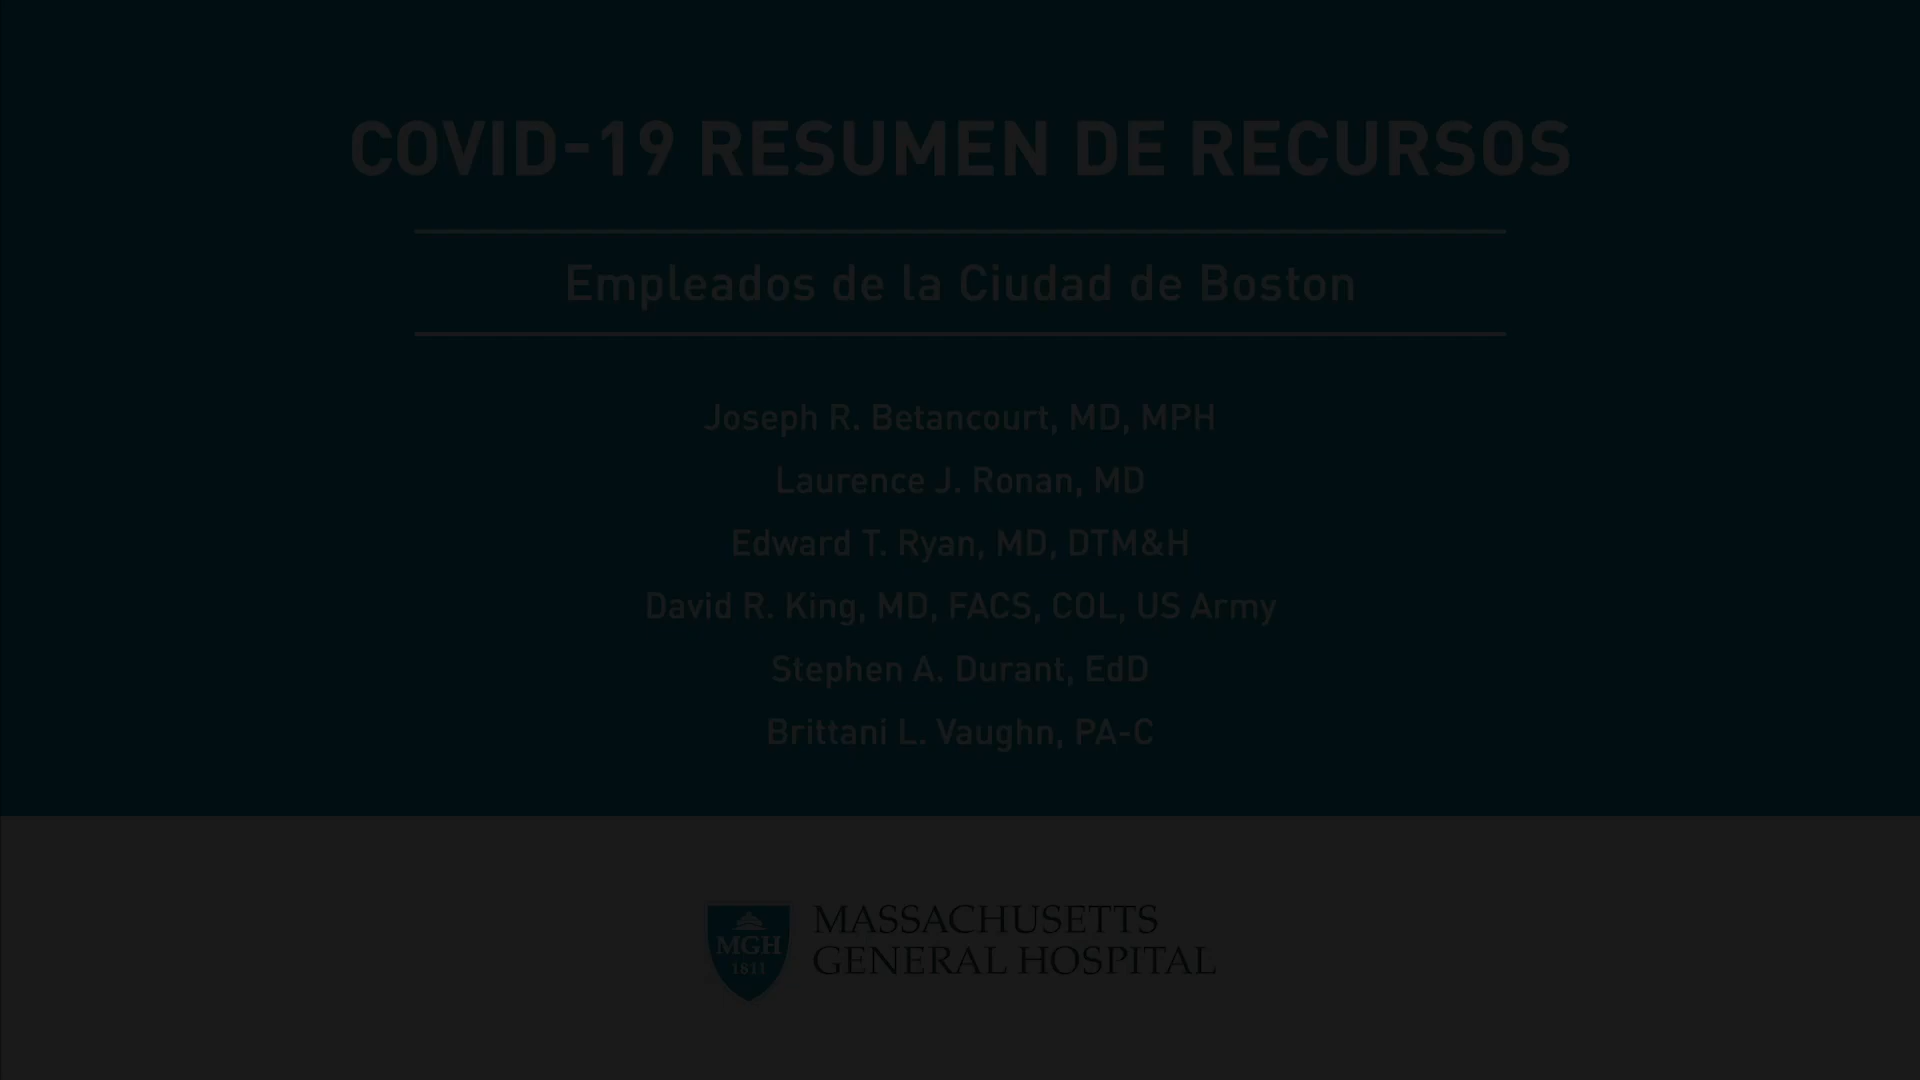 COVID-19 RESUMEN DE RECURSOS
Empleados de la Ciudad de Boston
Joseph R. Betancourt, MD, MPH
Laurence J. Ronan, MD
Edward T. Ryan, MD, DTM&H
David R. King, MD, FACS, COL, US Army
Stephen A. Durant, EdD
Brittani L. Vaughn, PA-C
MGH
1811
MASSACHUSETTS
GENERAL HOSPITAL